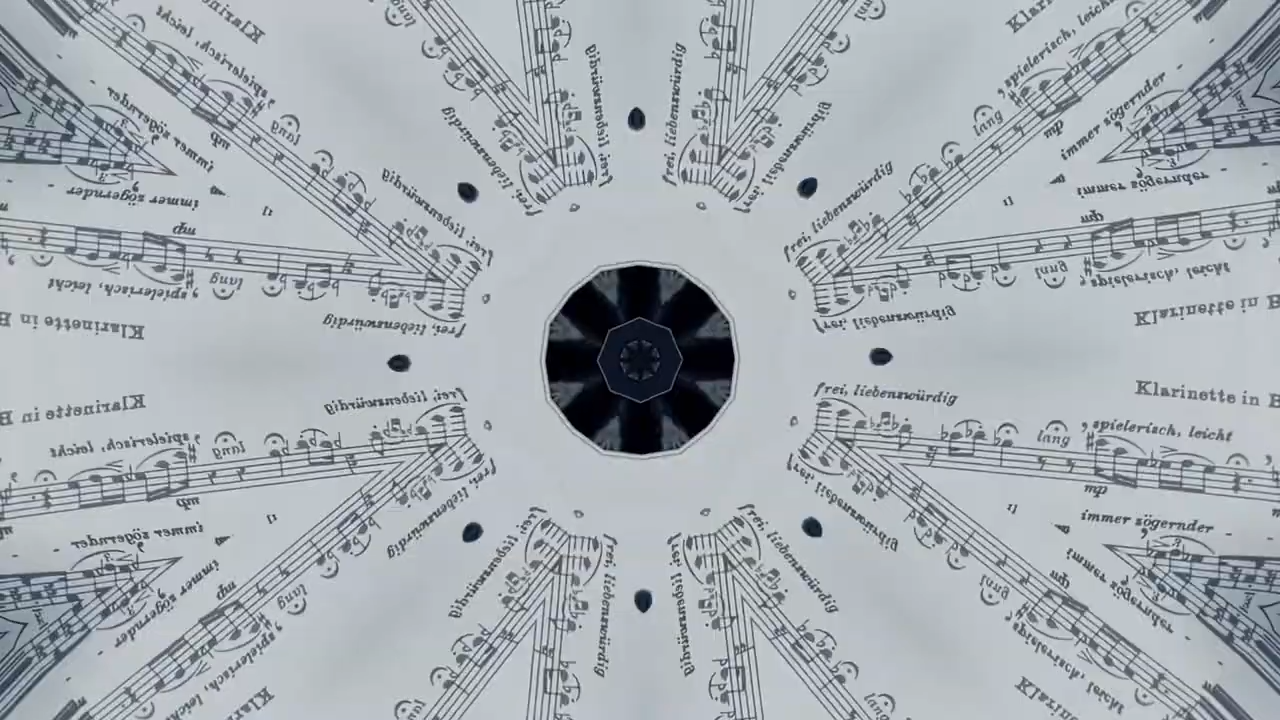 frei, liebenswürdig
Klarinette in B
lang
, spielerisch, leicht
mp
immer zögernder